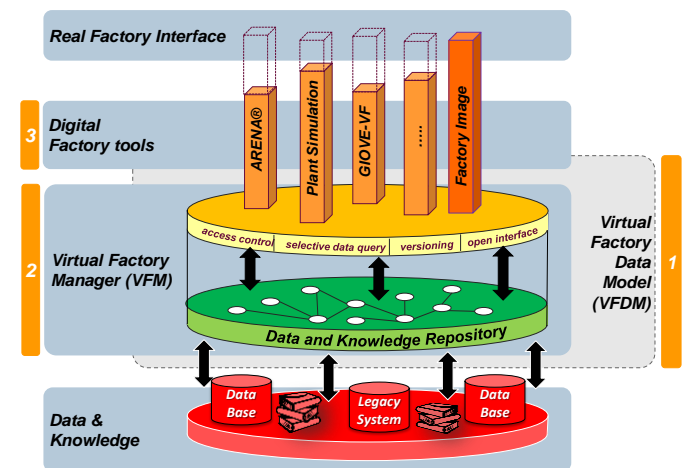 Real Factory Interface
3
Digital
Factory tools
ARENA®
Plant Simulation
GIOVE-VF
.....
Factory Image
2
Virtual Factory
Manager (VFM)
access control
selective data query
versioning
open interface
Data and Knowledge Repository
Virtual
Factory
Data
Model
(VFDM)
1
Data &
Knowledge
Data
Base
Legacy
System
Data
Base